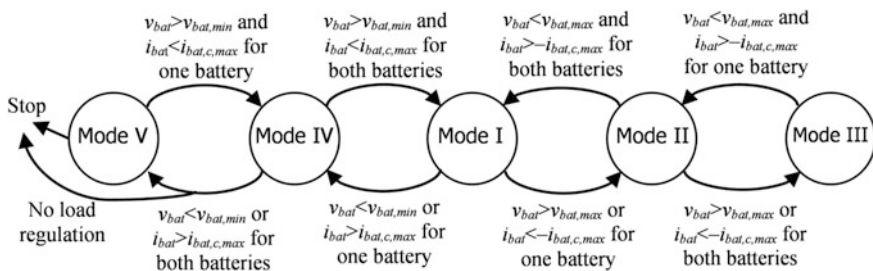 v_bat>v_bat,min and
i_bat<i_bat,c,max for
one battery
v_bat>v_bat,min and
i_bat<i_bat,c,max for
both batteries
v_bat<v_bat,max and
i_bat>–i_bat,c,max for
both batteries
v_bat<v_bat,max and
i_bat>–i_bat,c,max
for one battery
Stop
Mode V
Mode IV
Mode I
Mode II
Mode III
No load
regulation
v_bat<v_bat,min or
i_bat>i_bat,c,max for
both batteries
v_bat<v_bat,min or
i_bat>i_bat,c,max for
one battery
v_bat>v_bat,max or
i_bat<–i_bat,c,max for
one battery
v_bat>v_bat,max or
i_bat<–i_bat,c,max for
both batteries